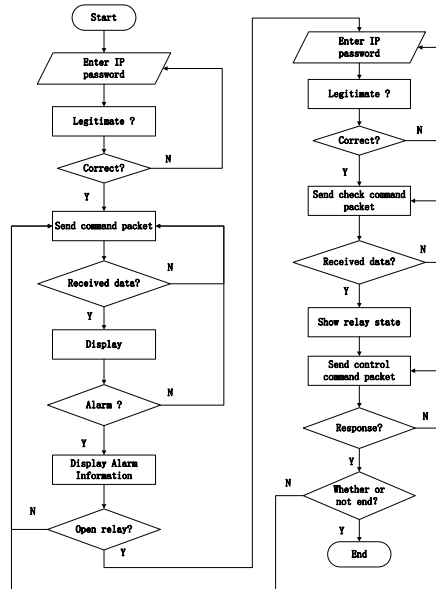 Start
Enter IP
password
Legitimate ?
Correct?
N
Y
Send command packet
N
Received data?
Y
Display
N
Alarm ?
Y
Display Alarm
Information
N
Open relay?
Y
Enter IP
password
Legitimate ?
Correct?
N
Y
Send check command
packet
Received data?
N
Y
Show relay state
Send control
command packet
Response?
N
Y
N
Whether or
not end?
Y
End